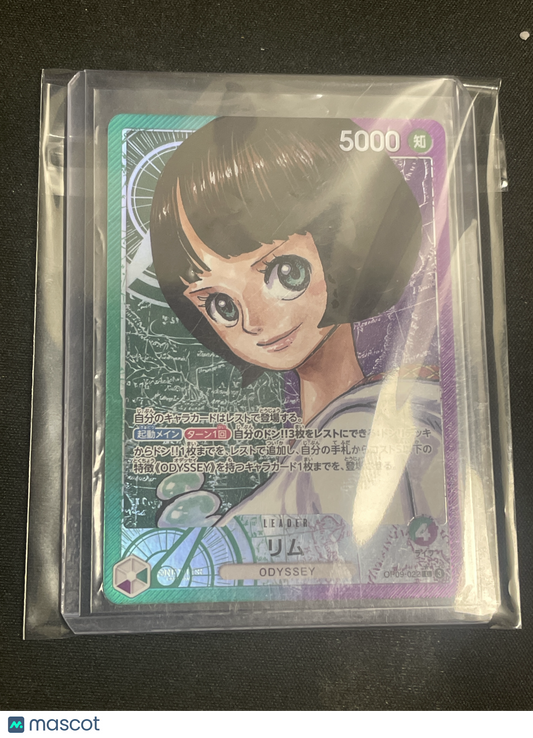 5000 知
自分のキャラカードはレストで登場する。
起動メイン ターン1回 自分のドン!!3枚をレストにでき
からドン!!1枚までを、レストで追加し、自分の手札から
特徴《ODYSSEY》を持つキャラカード1枚までを、登場させる。
LEADER
リム
ODYSSEY
mascot